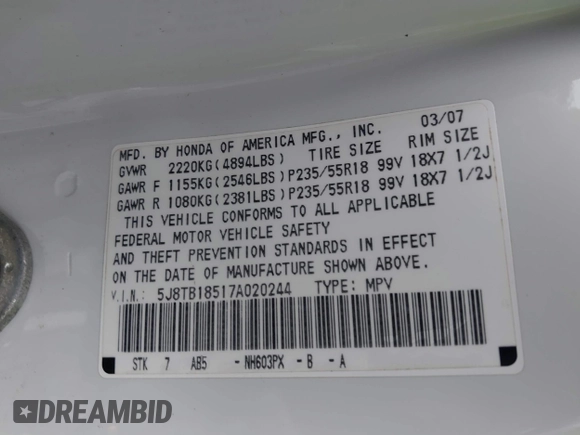 MFD. BY HONDA OF AMERICA MFG., INC. 03/07
GVWR 2220KG(4894LBS) TIRE SIZE RIM SIZE
GAWR F 1155KG(2546LBS)P235/55R18 99V 18X7 1/2J
GAWR R 1080KG(2381LBS)P235/55R18 99V 18X7 1/2J
THIS VEHICLE CONFORMS TO ALL APPLICABLE
FEDERAL MOTOR VEHICLE SAFETY
AND THEFT PREVENTION STANDARDS IN EFFECT
ON THE DATE OF MANUFACTURE SHOWN ABOVE.
V.I.N.: 5J8TB18517A020244 TYPE: MPV
STK 7 AB5 -NH603PX -B -A
DREAMBID